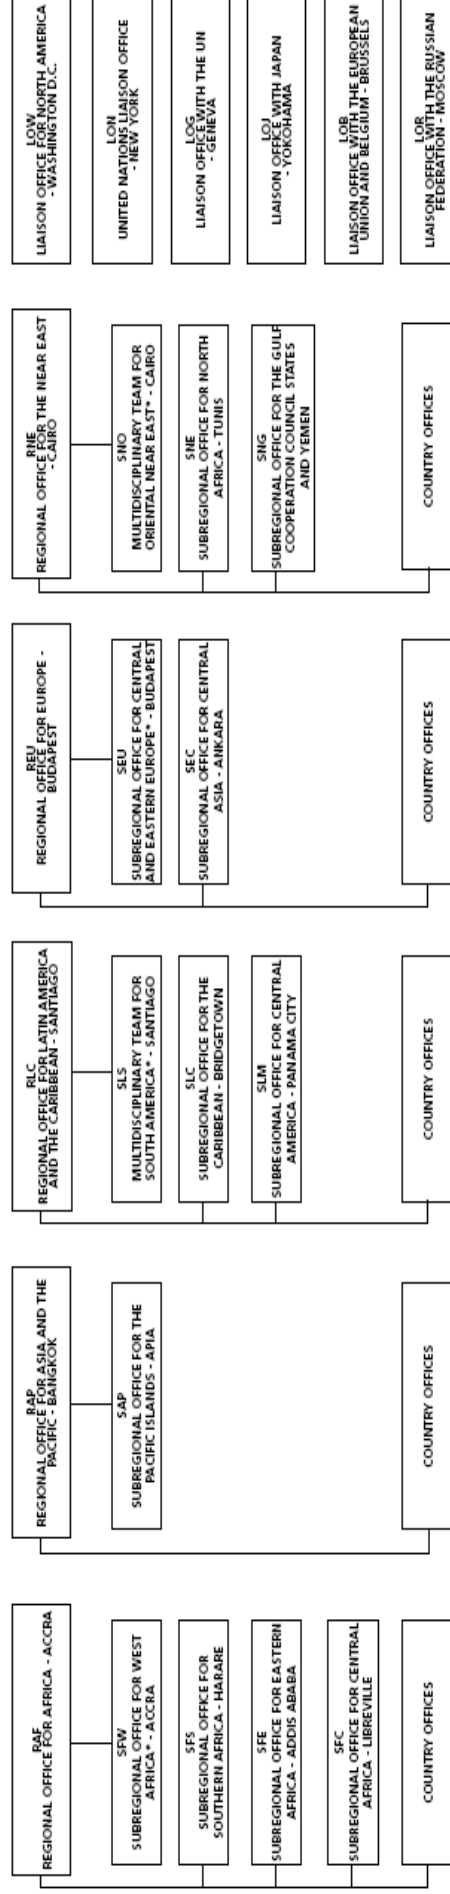 RAF
REGIONAL OFFICE FOR AFRICA - ACCRA
SFW
SUBREGIONAL OFFICE FOR WEST
AFRICA* - ACCRA
SFS
SUBREGIONAL OFFICE FOR
SOUTHERN AFRICA - HARARE
SFE
SUBREGIONAL OFFICE FOR EASTERN
AFRICA - ADDIS ABABA
SFC
SUBREGIONAL OFFICE FOR CENTRAL
AFRICA - LIBREVILLE
COUNTRY OFFICES
RAP
REGIONAL OFFICE FOR ASIA AND THE
PACIFIC - BANGKOK
SAP
SUBREGIONAL OFFICE FOR THE
PACIFIC ISLANDS - APIA
COUNTRY OFFICES
RLC
REGIONAL OFFICE FOR LATIN AMERICA
AND THE CARIBBEAN - SANTIAGO
SLS
MULTIDISCIPLINARY TEAM FOR
SOUTH AMERICA* - SANTIAGO
SLC
SUBREGIONAL OFFICE FOR THE
CARIBBEAN - BRIDGETOWN
SLM
SUBREGIONAL OFFICE FOR CENTRAL
AMERICA - PANAMA CITY
COUNTRY OFFICES
REU
REGIONAL OFFICE FOR EUROPE -
BUDAPEST
SEU
SUBREGIONAL OFFICE FOR CENTRAL
AND EASTERN EUROPE* - BUDAPEST
SEC
SUBREGIONAL OFFICE FOR CENTRAL
ASIA - ANKARA
COUNTRY OFFICES
RNE
REGIONAL OFFICE FOR THE NEAR EAST
- CAIRO
SNO
MULTIDISCIPLINARY TEAM FOR
ORIENTAL NEAR EAST* - CAIRO
SNE
SUBREGIONAL OFFICE FOR NORTH
AFRICA - TUNIS
SNG
SUBREGIONAL OFFICE FOR THE GULF
COOPERATION COUNCIL STATES
AND YEMEN
COUNTRY OFFICES
LOW
LIAISON OFFICE FOR NORTH AMERICA
- WASHINGTON D.C.
LON
UNITED NATIONS LIAISON OFFICE
- NEW YORK
LOG
LIAISON OFFICE WITH THE UN
- GENEVA
LOJ
LIAISON OFFICE WITH JAPAN
- YOKOHAMA
LOB
LIAISON OFFICE WITH THE EUROPEAN
UNION AND BELGIUM - BRUSSELS
LOR
LIAISON OFFICE WITH THE RUSSIAN
FEDERATION - MOSCOW